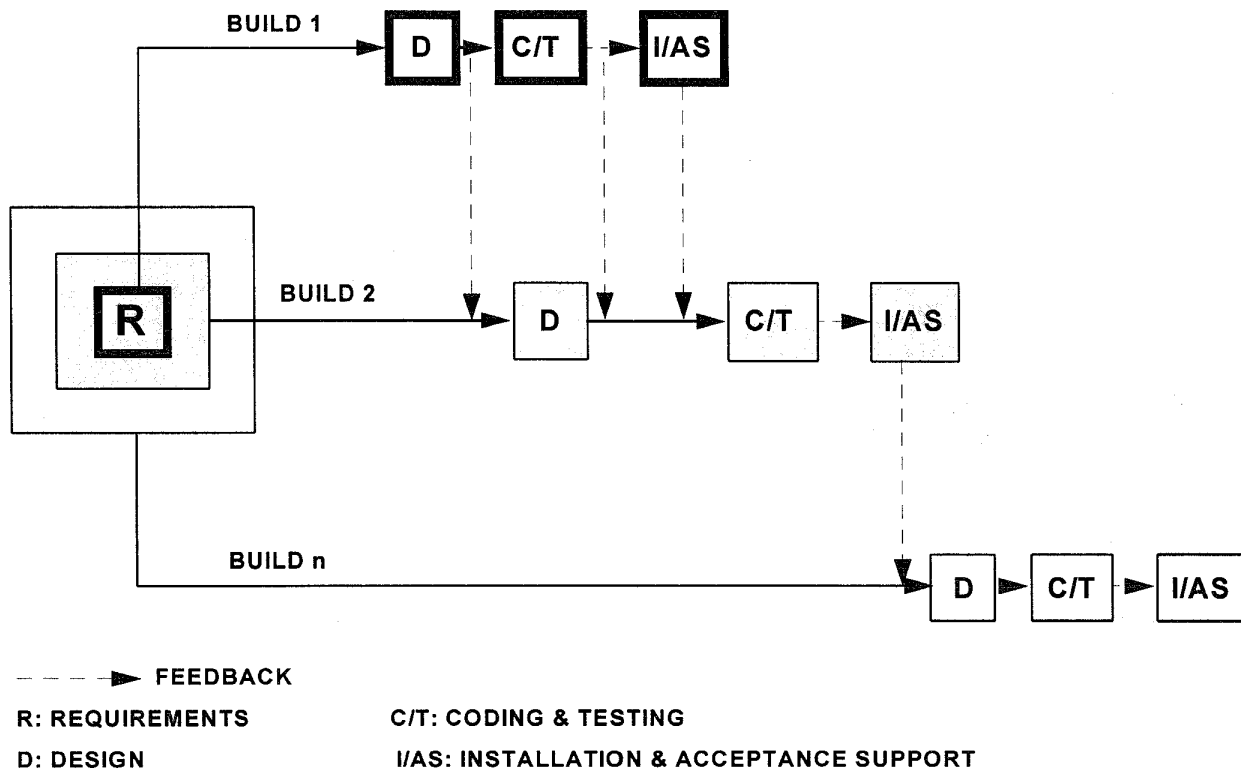 BUILD 1
D
C/T
I/AS
R
BUILD 2
D
C/T
I/AS
BUILD n
D
C/T
I/AS
FEEDBACK
R: REQUIREMENTS
C/T: CODING & TESTING
D: DESIGN
I/AS: INSTALLATION & ACCEPTANCE SUPPORT